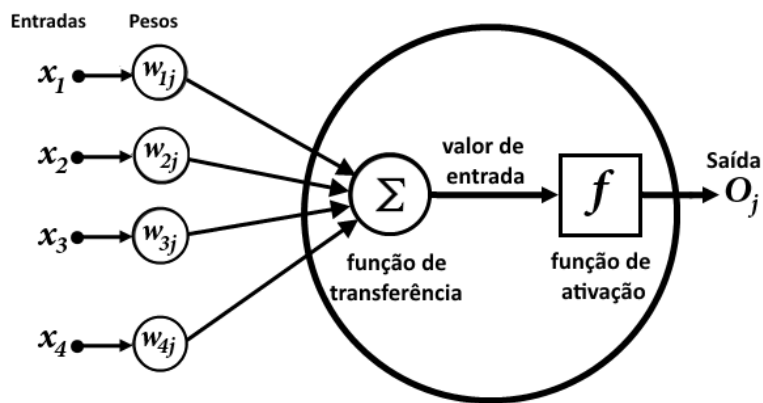 Entradas
Pesos
x1
w1j
x2
w2j
x3
w3j
x4
w4j
Σ
função de
transferência
valor de
entrada
f
função de
ativação
Saída
Oj